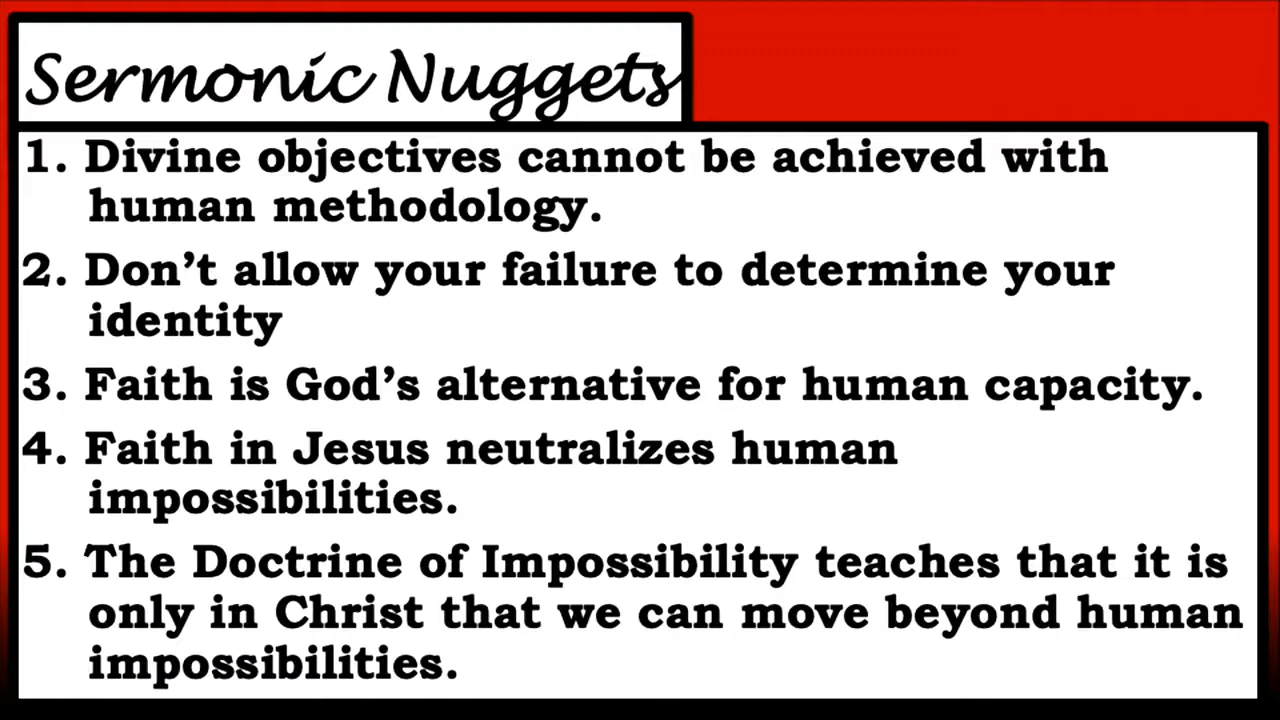 Sermonic Nuggets
1. Divine objectives cannot be achieved with
human methodology.
2. Don’t allow your failure to determine your
identity
3. Faith is God’s alternative for human capacity.
4. Faith in Jesus neutralizes human
impossibilities.
5. The Doctrine of Impossibility teaches that it is
only in Christ that we can move beyond human
impossibilities.